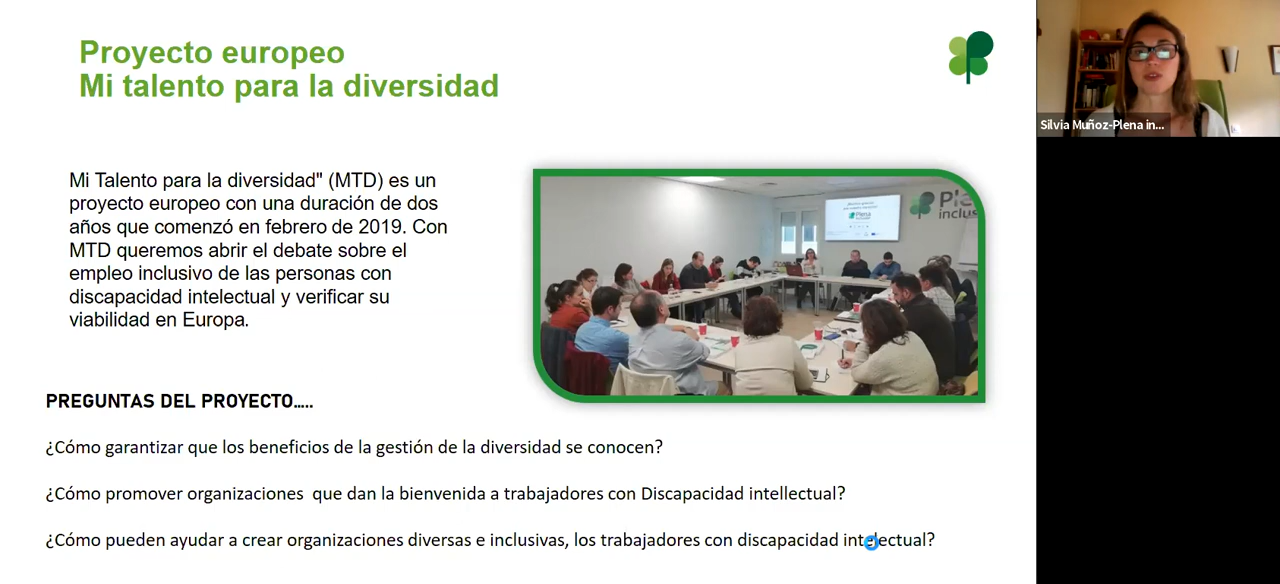 Proyecto europeo
Mi talento para la diversidad
Silvia Muñoz-Plena in...
Mi Talento para la diversidad" (MTD) es un
proyecto europeo con una duración de dos
años que comenzó en febrero de 2019. Con
MTD queremos abrir el debate sobre el
empleo inclusivo de las personas con
discapacidad intelectual y verificar su
viabilidad en Europa.
Plena
Plena
inclus
PREGUNTAS DEL PROYECTO.....
¿Cómo garantizar que los beneficios de la gestión de la diversidad se conocen?
¿Cómo promover organizaciones  que dan la bienvenida a trabajadores con Discapacidad intellectual?
¿Cómo pueden ayudar a crear organizaciones diversas e inclusivas, los trabajadores con discapacidad intelectual?